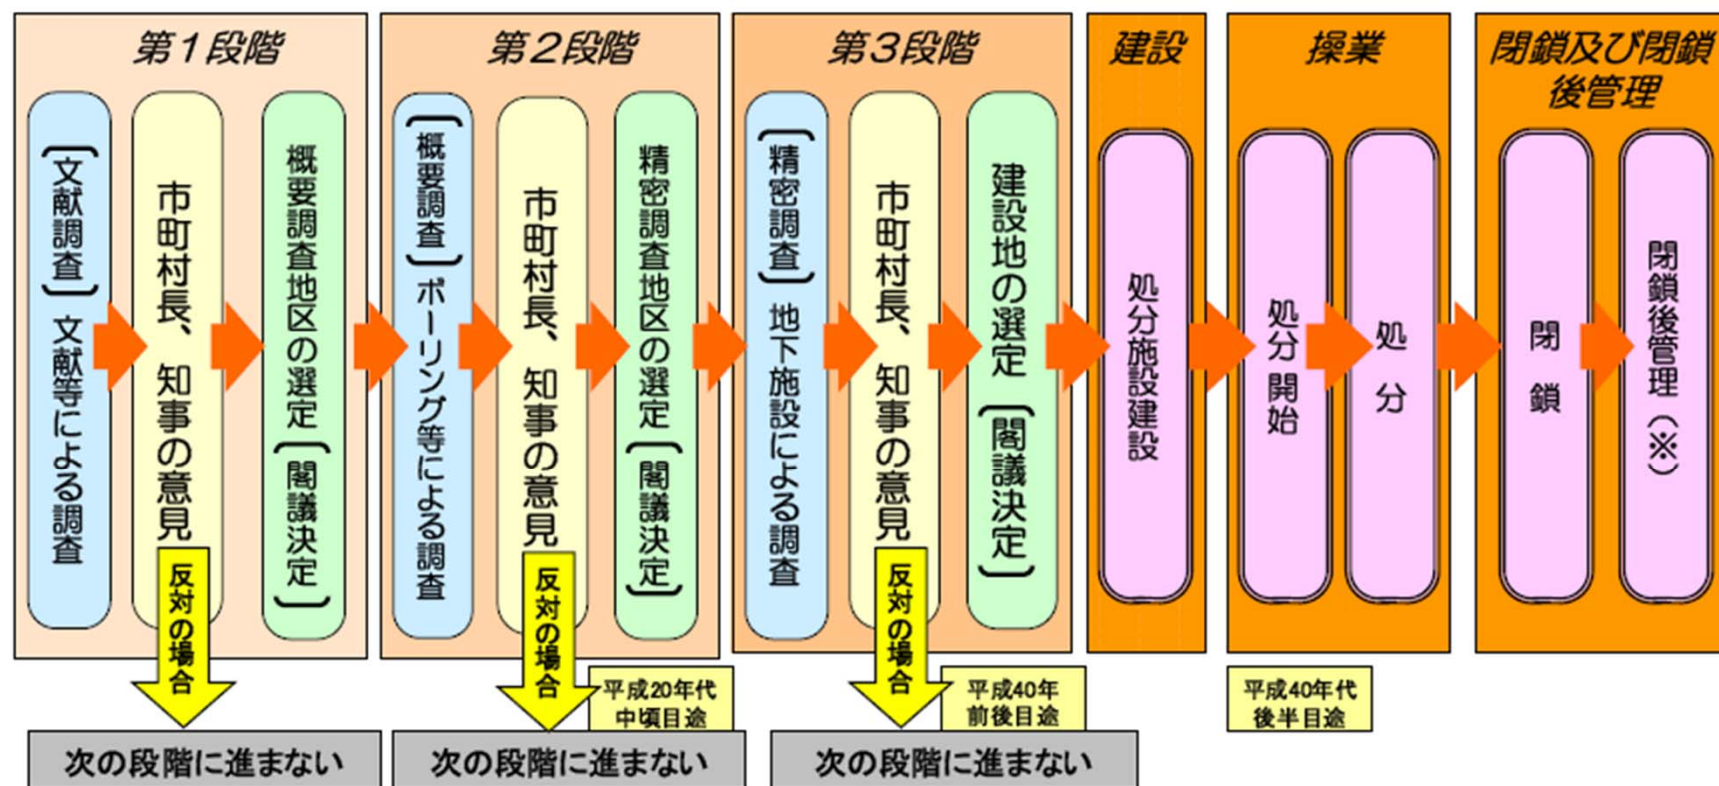 第1段階
〔文献調査〕文献等による調査
市町村長、知事の意見
概要調査地区の選定〔閣議決定〕
反対の場合
次の段階に進まない
第2段階
〔概要調査〕ボーリング等による調査
市町村長、知事の意見
精密調査地区の選定〔閣議決定〕
反対の場合
平成20年代
中頃目途
次の段階に進まない
第3段階
〔精密調査〕地下施設による調査
市町村長、知事の意見
建設地の選定〔閣議決定〕
反対の場合
平成40年
前後目途
次の段階に進まない
建設
処分施設建設
操業
処分開始
処分
平成40年代
後半目途
閉鎖及び閉鎖
後管理
閉鎖
閉鎖後管理(※)